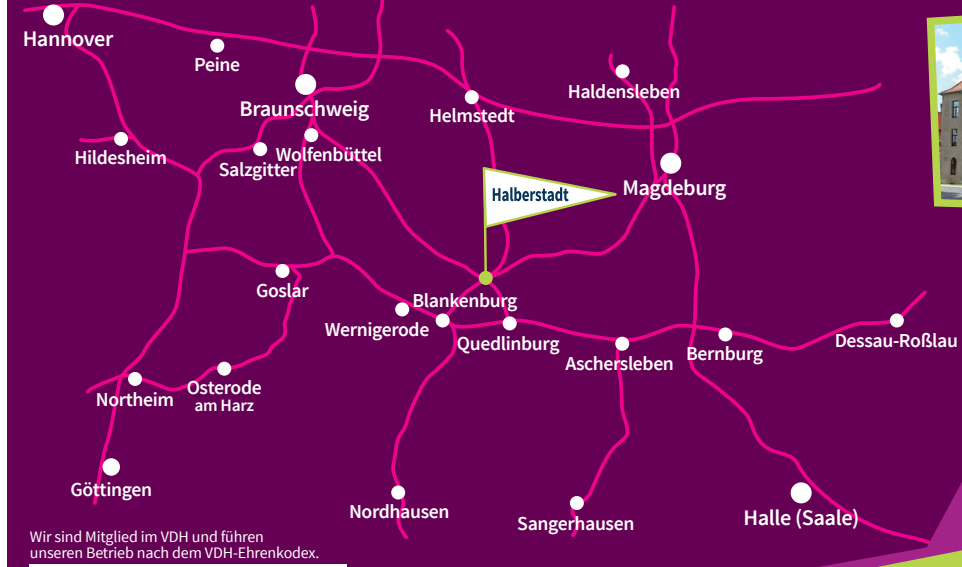 Hannover
Peine
Braunschweig
Haldensleben
Helmstedt
Hildesheim
Salzgitter
Wolfenbüttel
Magdeburg
Halberstadt
Goslar
Blankenburg
Wernigerode
Quedlinburg
Aschersleben
Bernburg
Dessau-Roßlau
Northeim
Osterode
am Harz
Göttingen
Nordhausen
Sangerhausen
Halle (Saale)
Wir sind Mitglied im VDH und führen
unseren Betrieb nach dem VDH-Ehrenkodex.